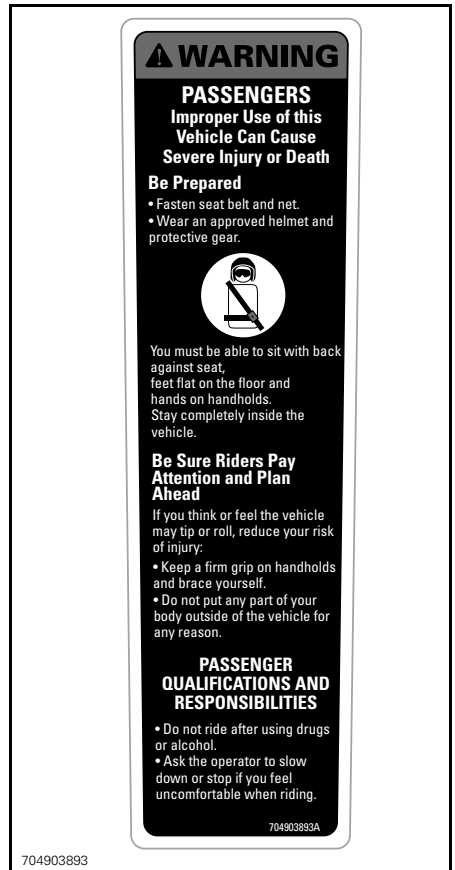 WARNING
PASSENGERS
Improper Use of this
Vehicle Can Cause
Severe Injury or Death
Be Prepared
• Fasten seat belt and net.
• Wear an approved helmet and
protective gear.
You must be able to sit with back
against seat,
feet flat on the floor and
hands on handholds.
Stay completely inside the
vehicle.
Be Sure Riders Pay
Attention and Plan
Ahead
If you think or feel the vehicle
may tip or roll, reduce your risk
of injury:
• Keep a firm grip on handholds
and brace yourself.
• Do not put any part of your
body outside of the vehicle for
any reason.
PASSENGER
QUALIFICATIONS AND
RESPONSIBILITIES
• Do not ride after using drugs
or alcohol.
• Ask the operator to slow
down or stop if you feel
uncomfortable when riding.
704903893A
704903893